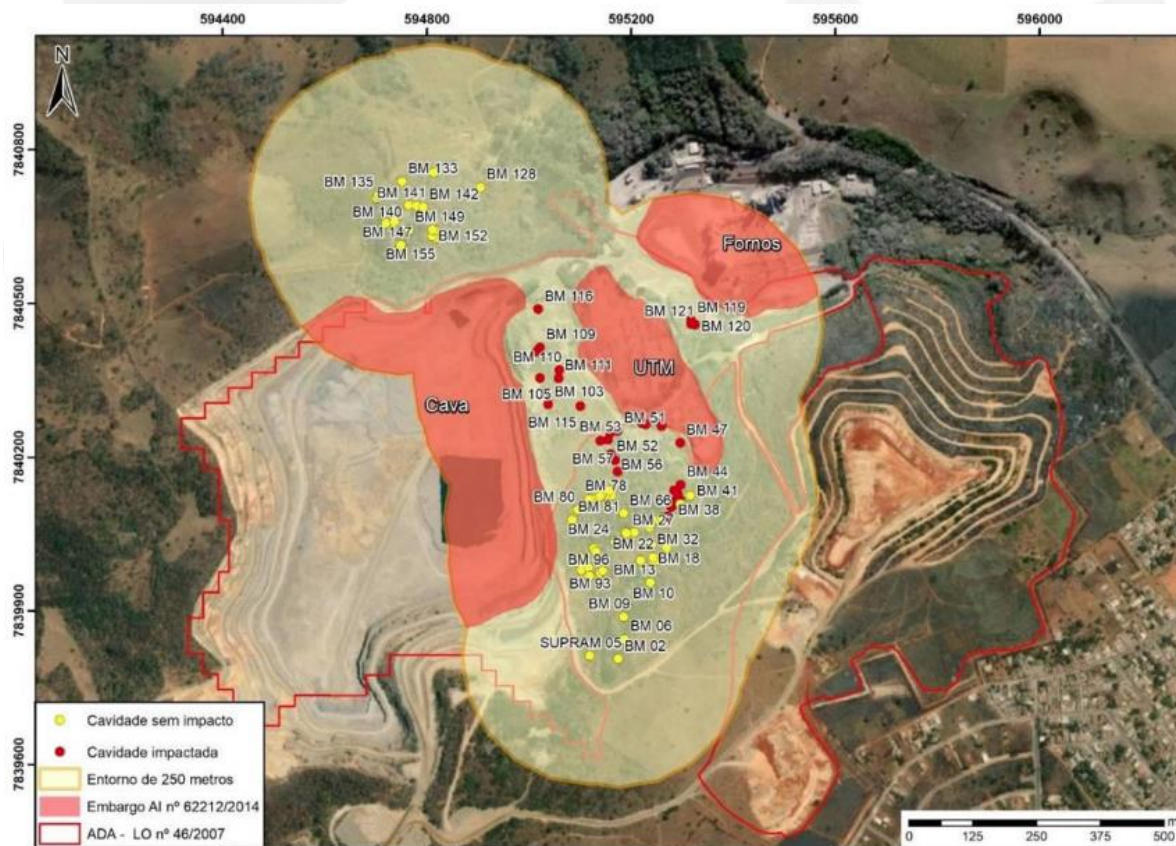 594400 594800 595200 595600 596000
N
7840800
7840500
7840200
7839900
7839600
BM 133
BM 128
BM 135
BM 141
BM 142
BM 140
BM 149
BM 147
BM 152
BM 155
Fornos
BM 116
BM 119
BM 121
BM 120
BM 109
BM 110
BM 111
UTM
Cava
BM 105
BM 103
BM 115
BM 51
BM 53
BM 47
BM 52
BM 57
BM 56
BM 44
BM 78
BM 80
BM 41
BM 66
BM 81
BM 38
BM 24
BM 27
BM 22
BM 32
BM 96
BM 18
BM 13
BM 93
BM 10
BM 09
BM 06
SUPRAM 05
BM 02
Cavidade sem impacto
Cavidade impactada
Entorno de 250 metros
Embargo AI nº 62212/2014
ADA - LO nº 46/2007
m
0 125 250 375 500